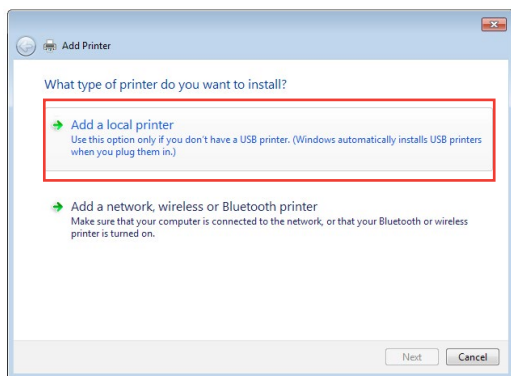 Add Printer
What type of printer do you want to install?
Add a local printer
Use this option only if you don't have a USB printer. (Windows automatically installs USB printers
when you plug them in.)
Add a network, wireless or Bluetooth printer
Make sure that your computer is connected to the network, or that your Bluetooth or wireless
printer is turned on.
Next Cancel